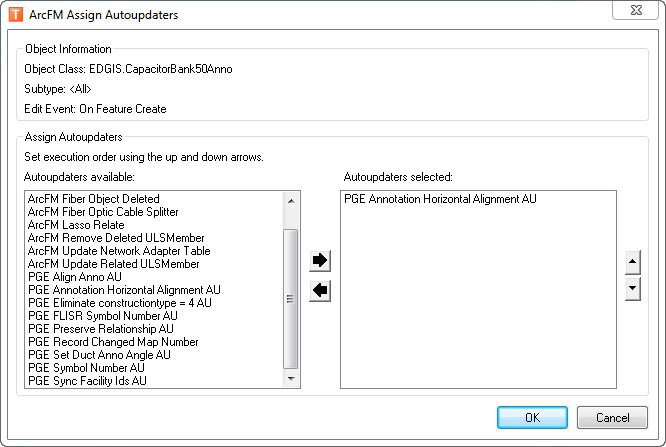 T ArcFM Assign Autoupdaters
Object Information
Object Class: EDGIS.CapacitorBank50Anno
Subtype: <All>
Edit Event: On Feature Create
Assign Autoupdaters
Set execution order using the up and down arrows.
Autoupdaters available:
ArcFM Fiber Object Deleted
ArcFM Fiber Optic Cable Splitter
ArcFM Lasso Relate
ArcFM Remove Deleted ULSMember
ArcFM Update Network Adapter Table
ArcFM Update Related ULSMember
PGE Align Anno AU
PGE Annotation Horizontal Alignment AU
PGE Eliminate constructiontype = 4 AU
PGE FLISR Symbol Number AU
PGE Preserve Relationship AU
PGE Record Changed Map Number
PGE Set Duct Anno Angle AU
PGE Symbol Number AU
PGE Sync Facility Ids AU
Autoupdaters selected:
PGE Annotation Horizontal Alignment AU
OK
Cancel